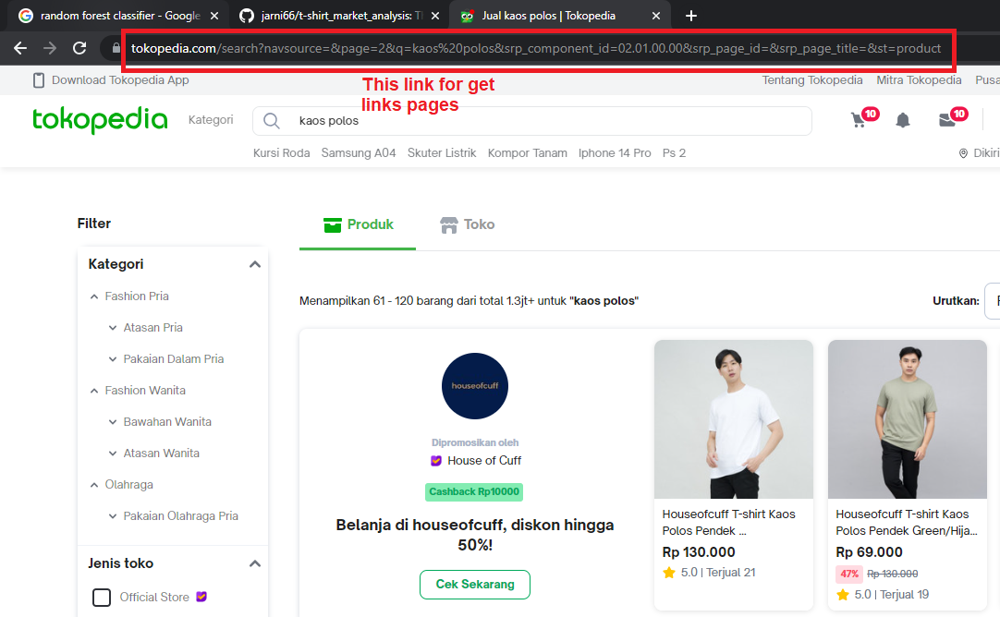 random forest classifier - Google
jarni66/t-shirt_market_analysis: T
Jual kaos polos | Tokopedia
tokopedia.com/search?navsource=&page=2&q=kaos%20polos&srp_component_id=02.01.00.00&srp_page_id=&srp_page_title=&st=product
This link for get
links pages
Download Tokopedia App
Tentang Tokopedia
Mitra Tokopedia
Pusa
tokopedia
Kategori
kaos polos
10
10
Kursi Roda
Samsung A04
Skuter Listrik
Kompor Tanam
Iphone 14 Pro
Ps 2
Dikiri
Filter
Produk
Toko
Kategori
Fashion Pria
Atasan Pria
Pakaian Dalam Pria
Fashion Wanita
Bawahan Wanita
Atasan Wanita
Olahraga
Pakaian Olahraga Pria
Jenis toko
Official Store
Menampilkan 61 - 120 barang dari total 1.3jt+ untuk "kaos polos"
Urutkan:
houseofcuff
Dipromosikan oleh
House of Cuff
Cashback Rp10000
Belanja di houseofcuff, diskon hingga
50%!
Cek Sekarang
Houseofcuff T-shirt Kaos
Polos Pendek ...
Rp 130.000
5.0 | Terjual 21
Houseofcuff T-shirt Kaos
Polos Pendek Green/Hija...
Rp 69.000
47% Rp 130.000
5.0 | Terjual 19